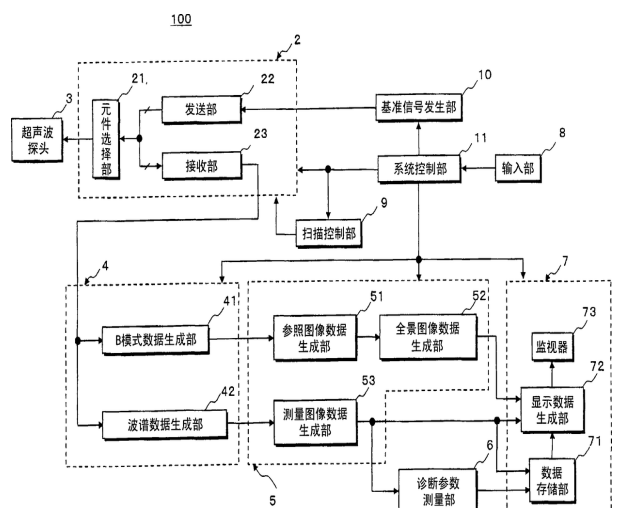 100
2
21
22
10
3
元件选择部
发送部
基准信号发生部
超声波
探头
23
11
8
接收部
系统控制部
输入部
9
扫描控制部
4
7
41
51
52
73
B模式数据生成部
参照图像数据
生成部
全景图像数据
生成部
监视器
42
53
72
波谱数据生成部
测量图像数据
生成部
显示数据
生成部
71
6
数据
存储部
5
诊断参数
测量部